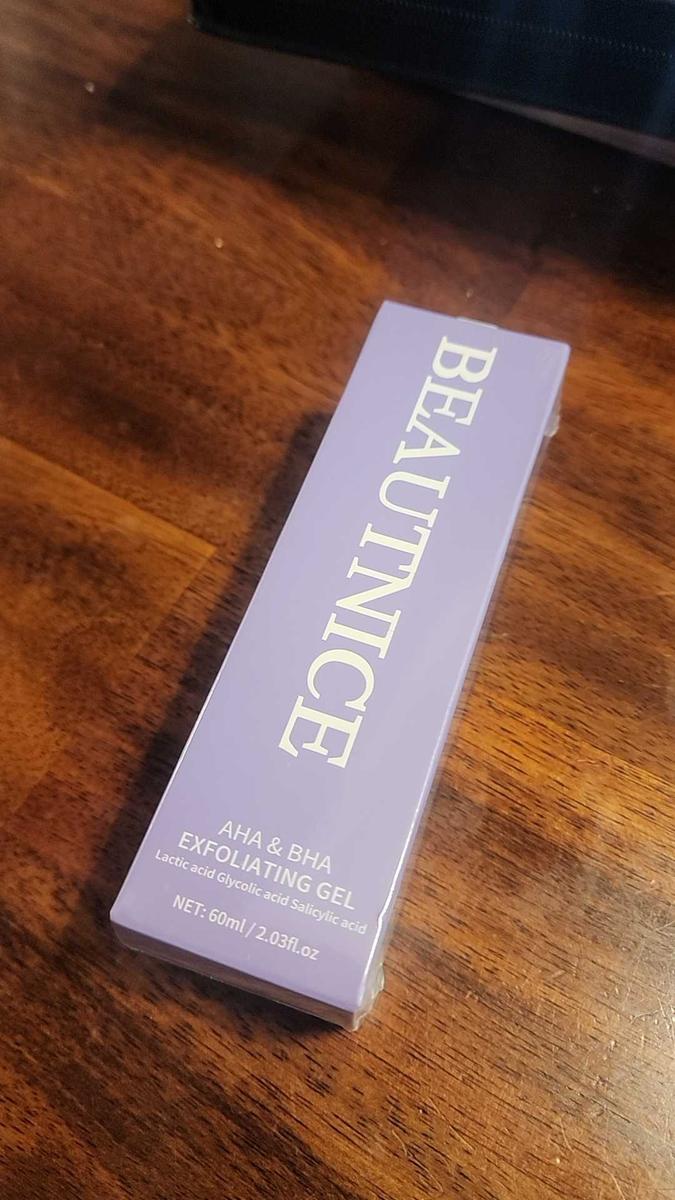 BEAUTNICE
AHA & BHA
EXFOLIATING GEL
Lactic acid Glycolic acid Salicylic acid
NET: 60ml / 2.03fl.oz